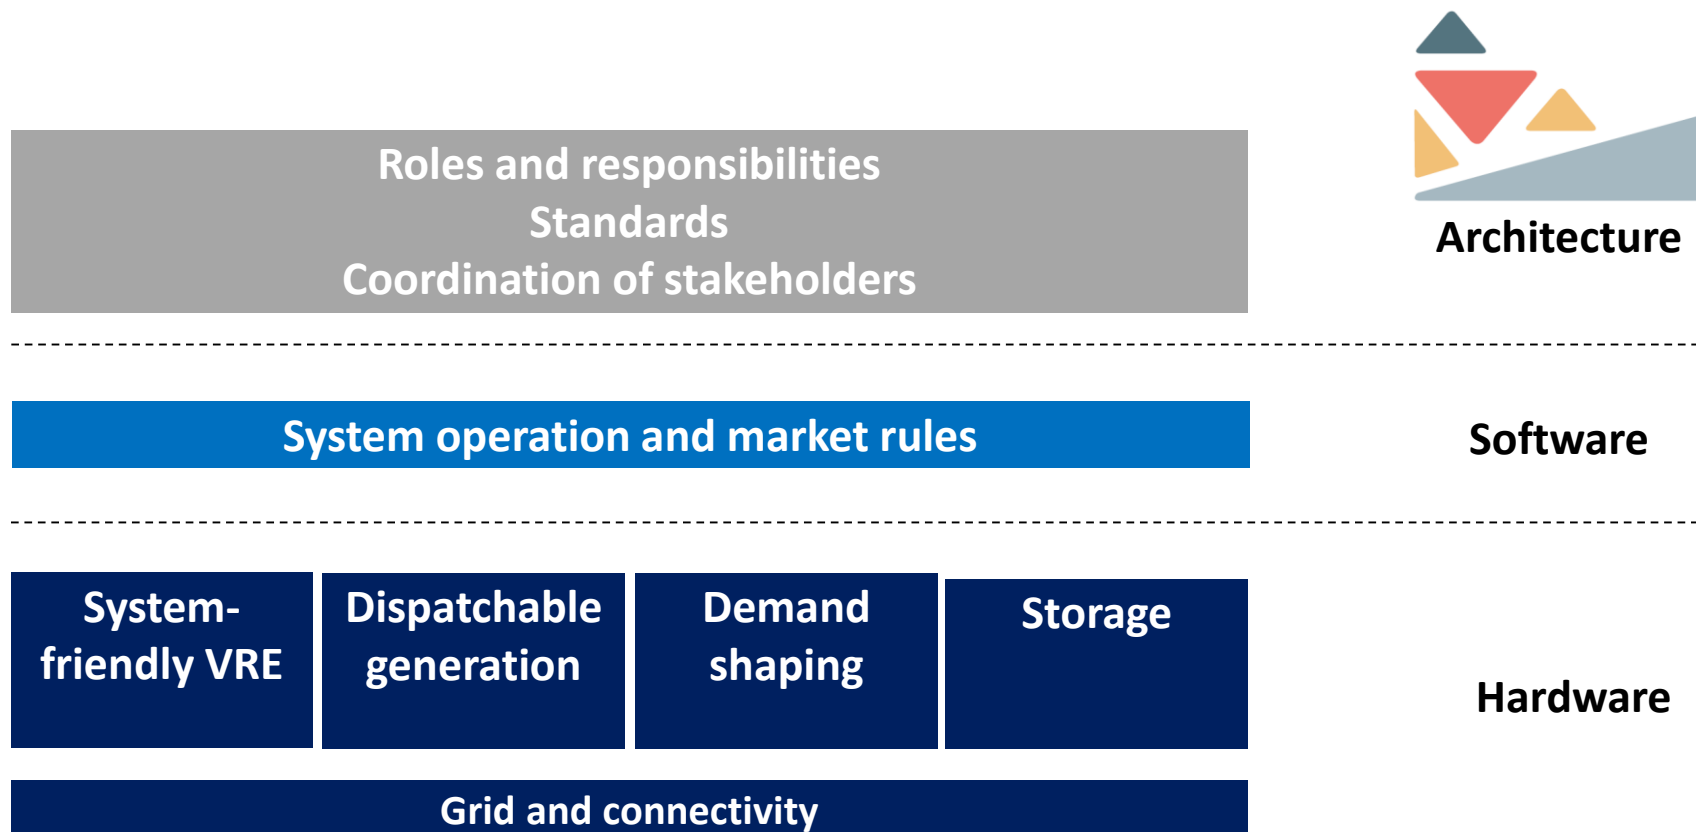 Roles and responsibilities
Standards
Coordination of stakeholders
Architecture
System operation and market rules
Software
System-
friendly VRE
Dispatchable
generation
Demand
shaping
Storage
Hardware
Grid and connectivity